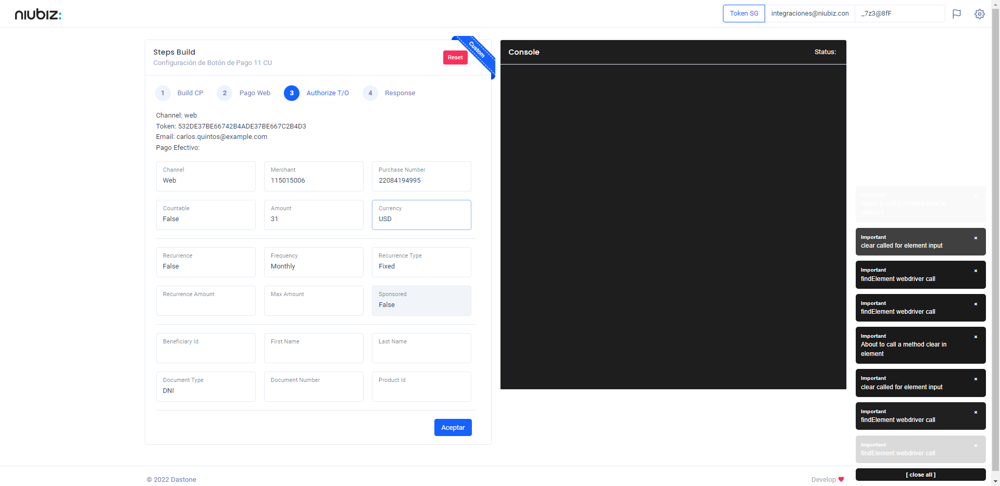 niubiz:
Token SG
integraciones@niubiz.con
_7z3@8fF
Steps Build
Configuración de Botón de Pago 11 CU
Reset
Custom
1 Build CP
2 Pago Web
3 Authorize T/O
4 Response
Channel: web
Token: 532DE37BE66742B4ADE37BE667C2B4D3
Email: carlos.quintos@example.com
Pago Efectivo:
Channel Merchant Purchase Number
Web 115015006 22084194995
Countable Amount Currency
False 31 USD
Recurrence Frequency Recurrence Type
False Monthly Fixed
Recurrence Amount Max Amount Sponsored
False
Beneficiary Id First Name Last Name
Document Type Document Number Product Id
DNI
Aceptar
Console Status:
Important
About to call a method clear in
element
Important
clear called for element input
Important
findElement webdriver call
Important
findElement webdriver call
Important
About to call a method clear in
element
Important
clear called for element input
Important
findElement webdriver call
Important
findElement webdriver call
[ close all ]
© 2022 Dastone
Develop